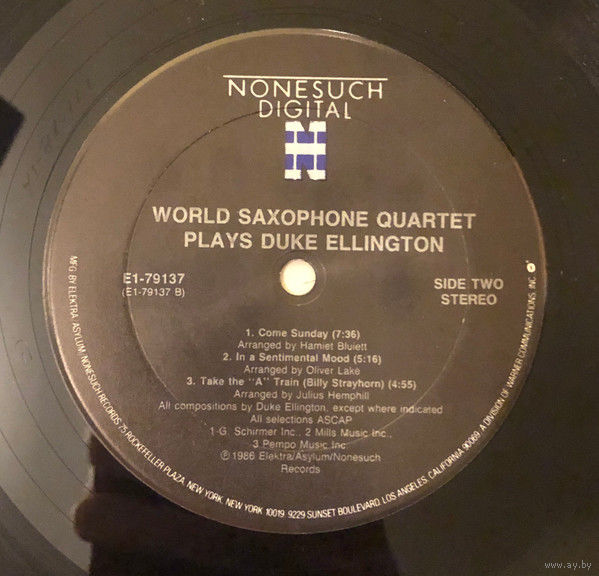 NONESUCH
DIGITAL
N
WORLD SAXOPHONE QUARTET
PLAYS DUKE ELLINGTON
E1-79137
(E1-79137 B)
SIDE TWO
STEREO
1. Come Sunday (7:36)
Arranged by Hamiet Bluiett
2. In a Sentimental Mood (5:16)
Arranged by Oliver Lake
3. Take the "A" Train (Billy Strayhorn) (4:55)
Arranged by Julius Hemphill
All compositions by Duke Ellington, except where indicated
All selections ASCAP
1-G. Schirmer Inc., 2 Mills Music Inc.,
3 Pempo Music Inc.
℗ 1986 Elektra/Asylum/Nonesuch
Records
MFG. BY ELEKTRA/ASYLUM/NONESUCH RECORDS, 75 ROCKEFELLER PLAZA, NEW YORK, NEW YORK 10019. 9229 SUNSET BOULEVARD, LOS ANGELES, CALIFORNIA 90069. A DIVISION OF WARNER COMMUNICATIONS, INC.
www.ay.by